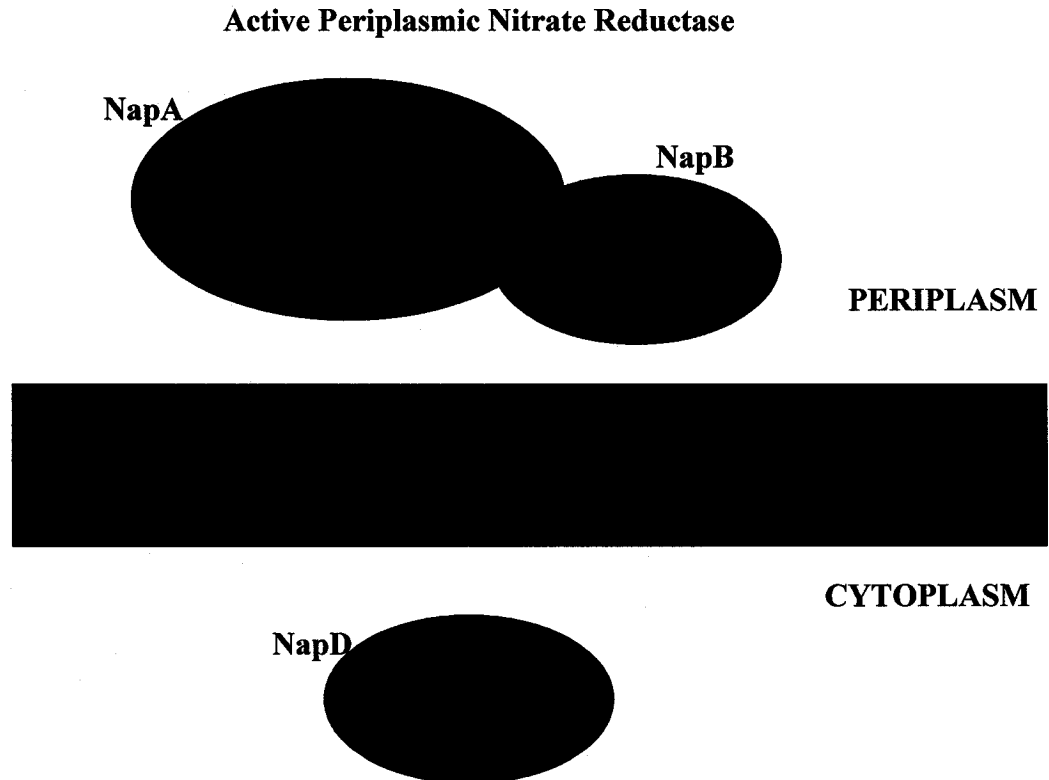 Active Periplasmic Nitrate Reductase
NapA
NapB
PERIPLASM
CYTOPLASM
NapD